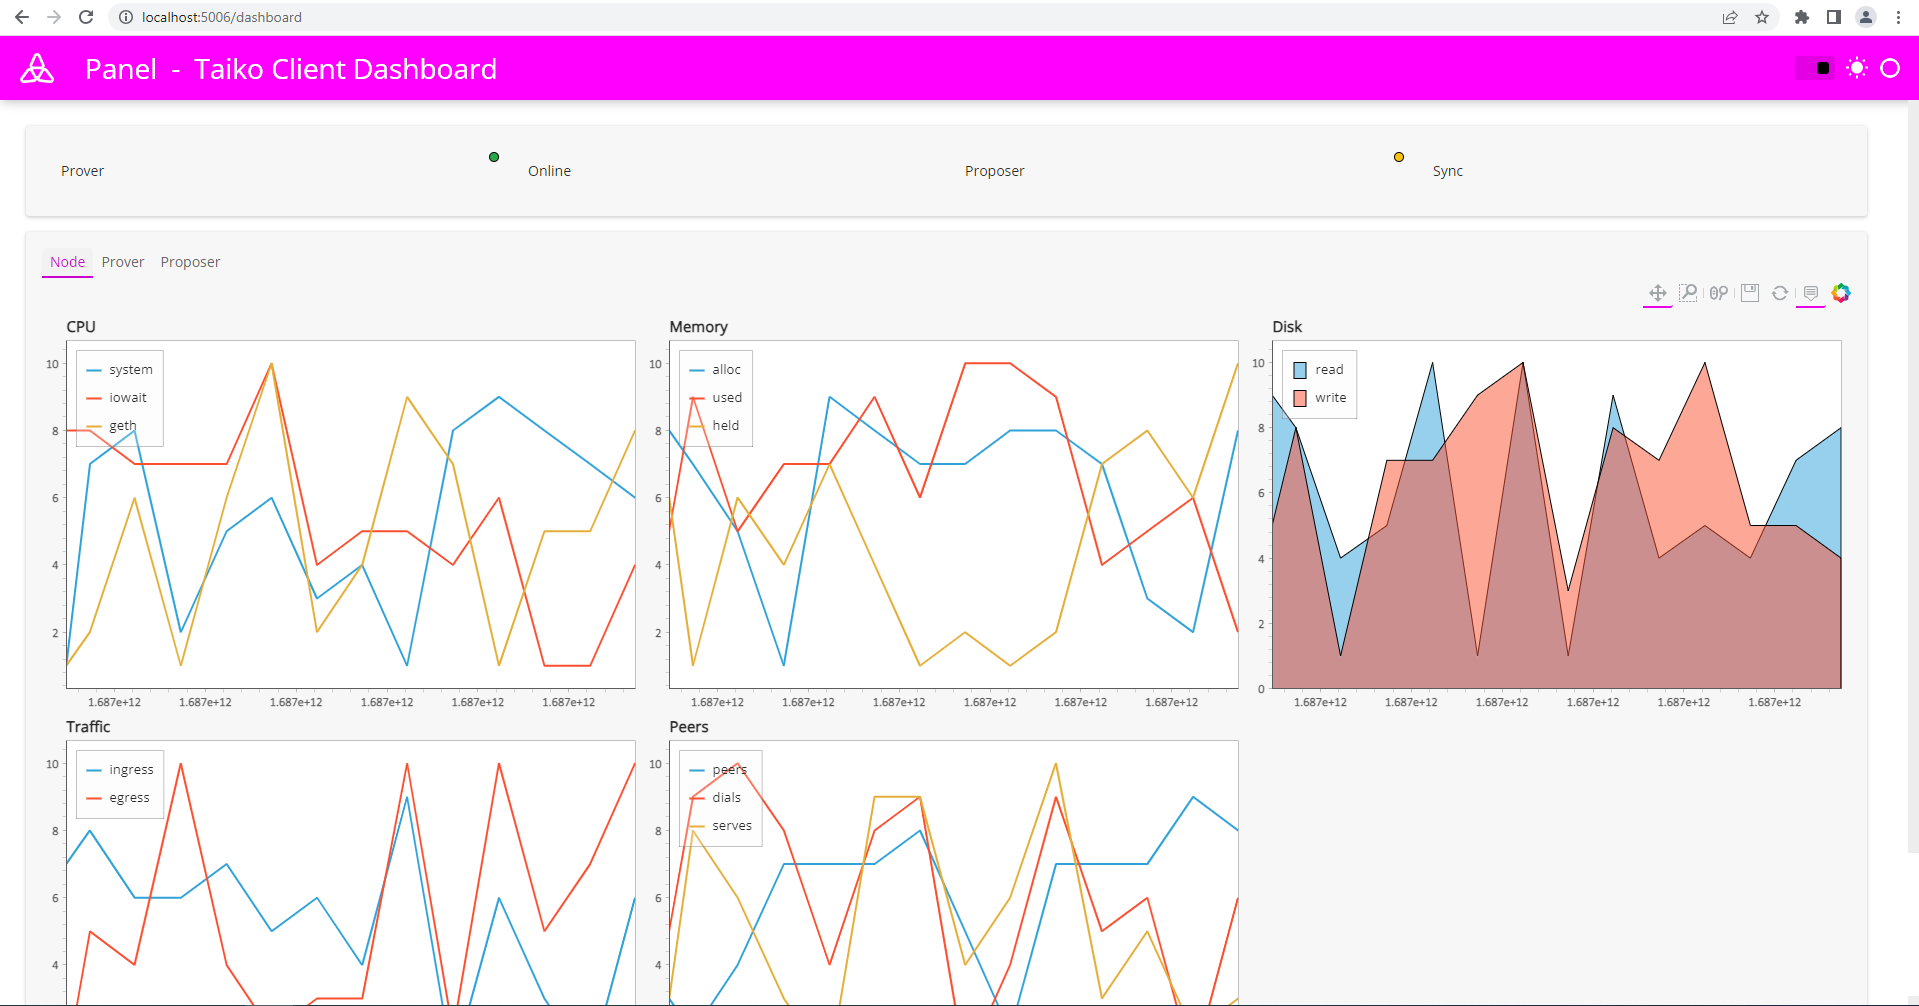 localhost:5006/dashboard
Panel - Taiko Client Dashboard
Prover Online Proposer Sync
Node Prover Proposer
CPU
system
iowait
geth
10
8
6
4
2
1.687e+12 1.687e+12 1.687e+12 1.687e+12 1.687e+12 1.687e+12
Memory
alloc
used
held
10
8
6
4
2
1.687e+12 1.687e+12 1.687e+12 1.687e+12 1.687e+12 1.687e+12
Disk
read
write
10
8
6
4
2
0
1.687e+12 1.687e+12 1.687e+12 1.687e+12 1.687e+12 1.687e+12
Traffic
ingress
egress
10
8
6
4
Peers
peers
dials
serves
10
8
6
4